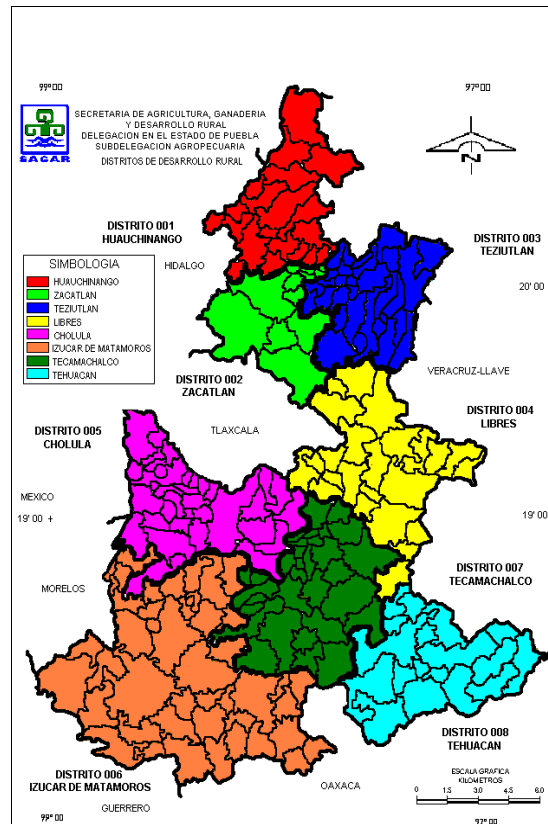 99° 00
97° 00
SECRETARIA DE AGRICULTURA, GANADERIA
Y DESARROLLO RURAL
DELEGACION EN EL ESTADO DE PUEBLA
SUBDELEGACION AGROPECUARIA
DISTRITOS DE DESARROLLO RURAL
SAGAR
N
DISTRITO 001
HUAUCHINANGO
DISTRITO 003
TEZIUTLAN
SIMBOLOGIA
HUAUCHINANGO
ZACATLAN
TEZIUTLAN
LIBRES
CHOLULA
IZUCAR DE MATAMOROS
TECAMACHALCO
TEHUACAN
HIDALGO
20' 00
VERACRUZ-LLAVE
DISTRITO 002
ZACATLAN
DISTRITO 004
LIBRES
DISTRITO 005
CHOLULA
TLAXCALA
MEXICO
19' 00 +
19' 00
DISTRITO 007
TECAMACHALCO
MORELOS
DISTRITO 008
TEHUACAN
DISTRITO 006
IZUCAR DE MATAMOROS
OAXACA
GUERRERO
ESCALA GRAFICA
KILOMETROS
0 1.5 3.0 4.5 6.0
99° 00
97° 00